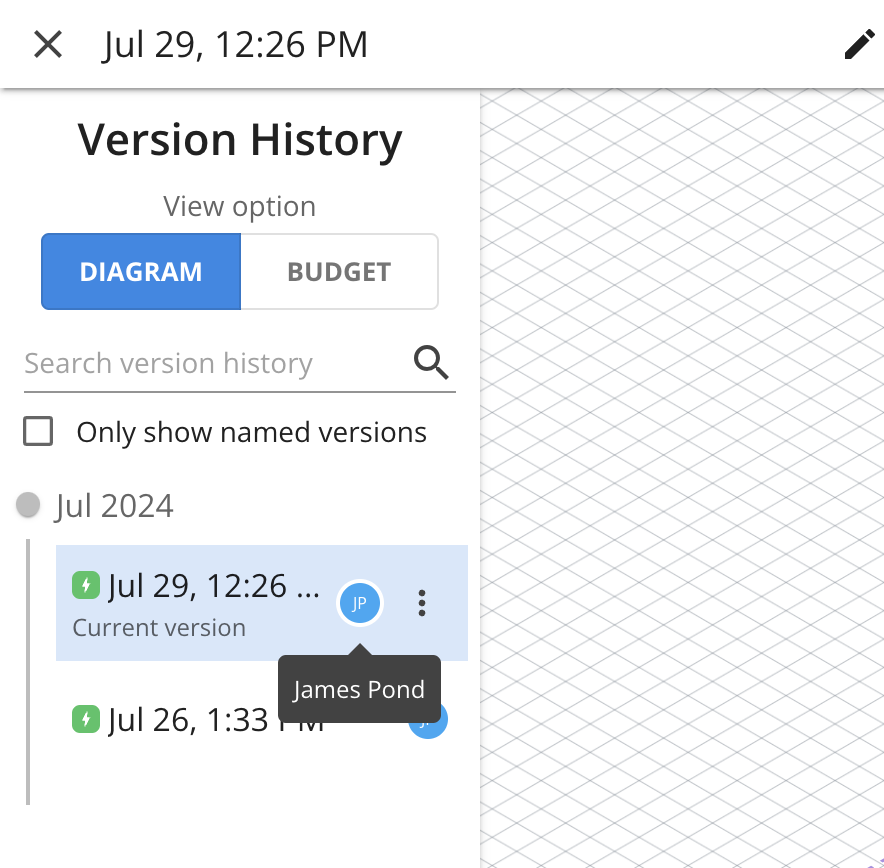 Jul 29, 12:26 PM
Version History
View option
DIAGRAM BUDGET
Search version history
Only show named versions
Jul 2024
Jul 29, 12:26 ...
JP
Current version
James Pond
Jul 26, 1:33 PM